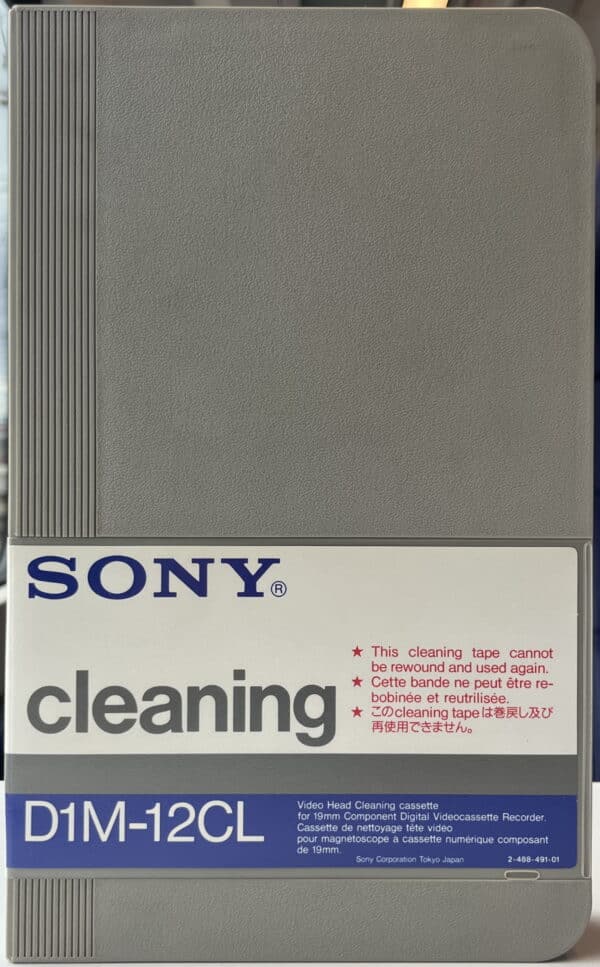 SONY®
cleaning
★ This cleaning tape cannot
be rewound and used again.
★ Cette bande ne peut être re-
bobinée et reutrilisée.
★ このcleaning tapeは巻戻し及び
再使用できません。
D1M-12CL
Video Head Cleaning cassette
for 19mm Component Digital Videocassette Recorder.
Cassette de nettoyage tète video
pour magnétoscope à cassette numérique composant
de 19mm.
Sony Corporation Tokyo Japan
2-468-491-01